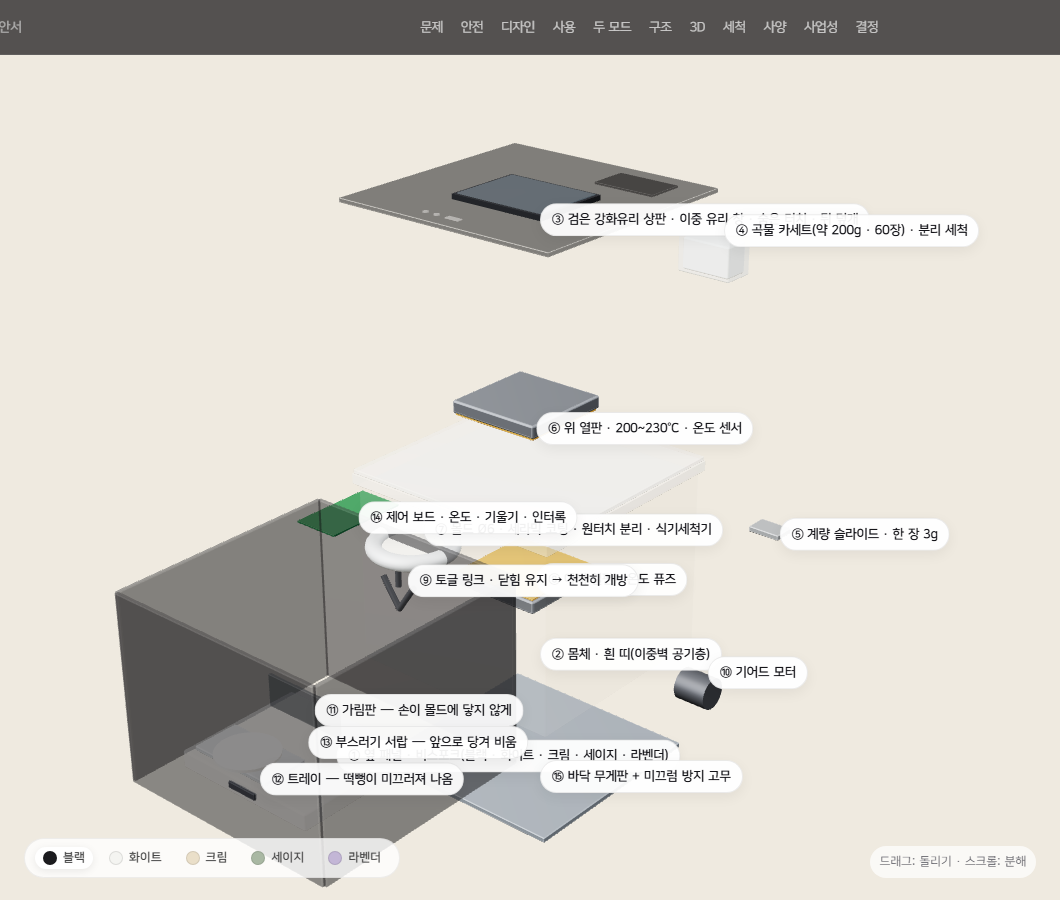 안서
문제 안전 디자인 사용 두 모드 구조 3D 세척 사양 사업성 결정
③ 검은 강화유리 상판 · 이중 유리
④ 곡물 카세트(약 200g · 60장) · 분리 세척
⑥ 위 열판 · 200~230℃ · 온도 센서
⑭ 제어 보드 · 온도 · 기울기 · 인터록
· 원터치 분리 · 식기세척기
⑤ 계량 슬라이드 · 한 장 3g
⑨ 토글 링크 · 닫힘 유지 → 천천히 개방
도 퓨즈
② 몸체 · 흰 띠(이중벽 공기층)
⑩ 기어드 모터
⑪ 가림판 — 손이 몰드에 닿지 않게
⑬ 부스러기 서랍 — 앞으로 당겨 비움
이트 · 크림 · 세이지 · 라벤더)
⑫ 트레이 — 떡뻥이 미끄러져 나옴
⑯ 바닥 무게판 + 미끄럼 방지 고무
블랙 화이트 크림 세이지 라벤더
드래그: 돌리기 · 스크롤: 분해